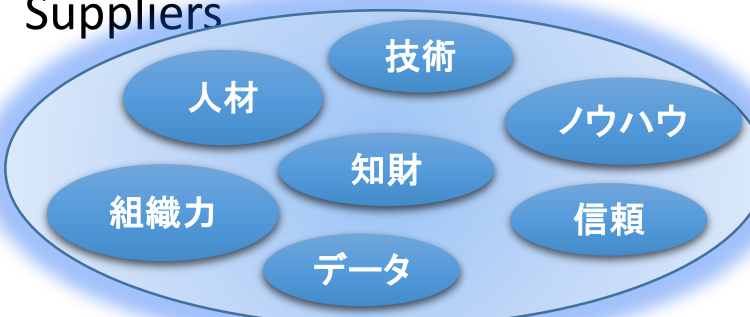 Suppliers
技術
人材
ノウハウ
知財
組織力
信頼
データ